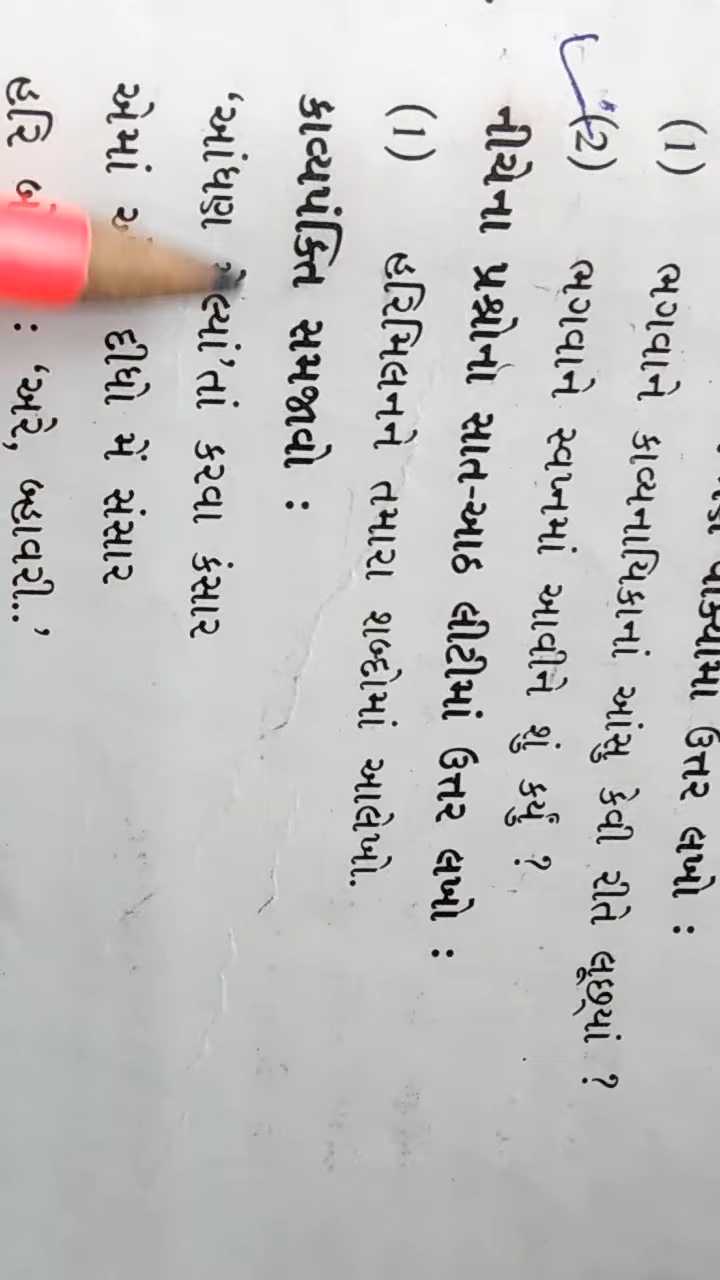 વાક્યોમાં ઉત્તર લખો :
(1) ભગવાને કાવ્યનાયિકાનાં આંસુ કેવી રીતે લૂછ્યાં ?
(2) ભગવાને સ્વપ્નમાં આવીને શું કર્યું ?
નીચેના પ્રશ્નોના સાત-આઠ લીટીમાં ઉત્તર લખો :
(1) હરિમિલનને તમારા શબ્દોમાં આલેખો.
કાવ્યપંક્તિ સમજાવો :
‘આંધણ કરવા કંસાર
એમાં દીધો મેં સંસાર
હરિ : ‘અરે, બ્હાવરી..’